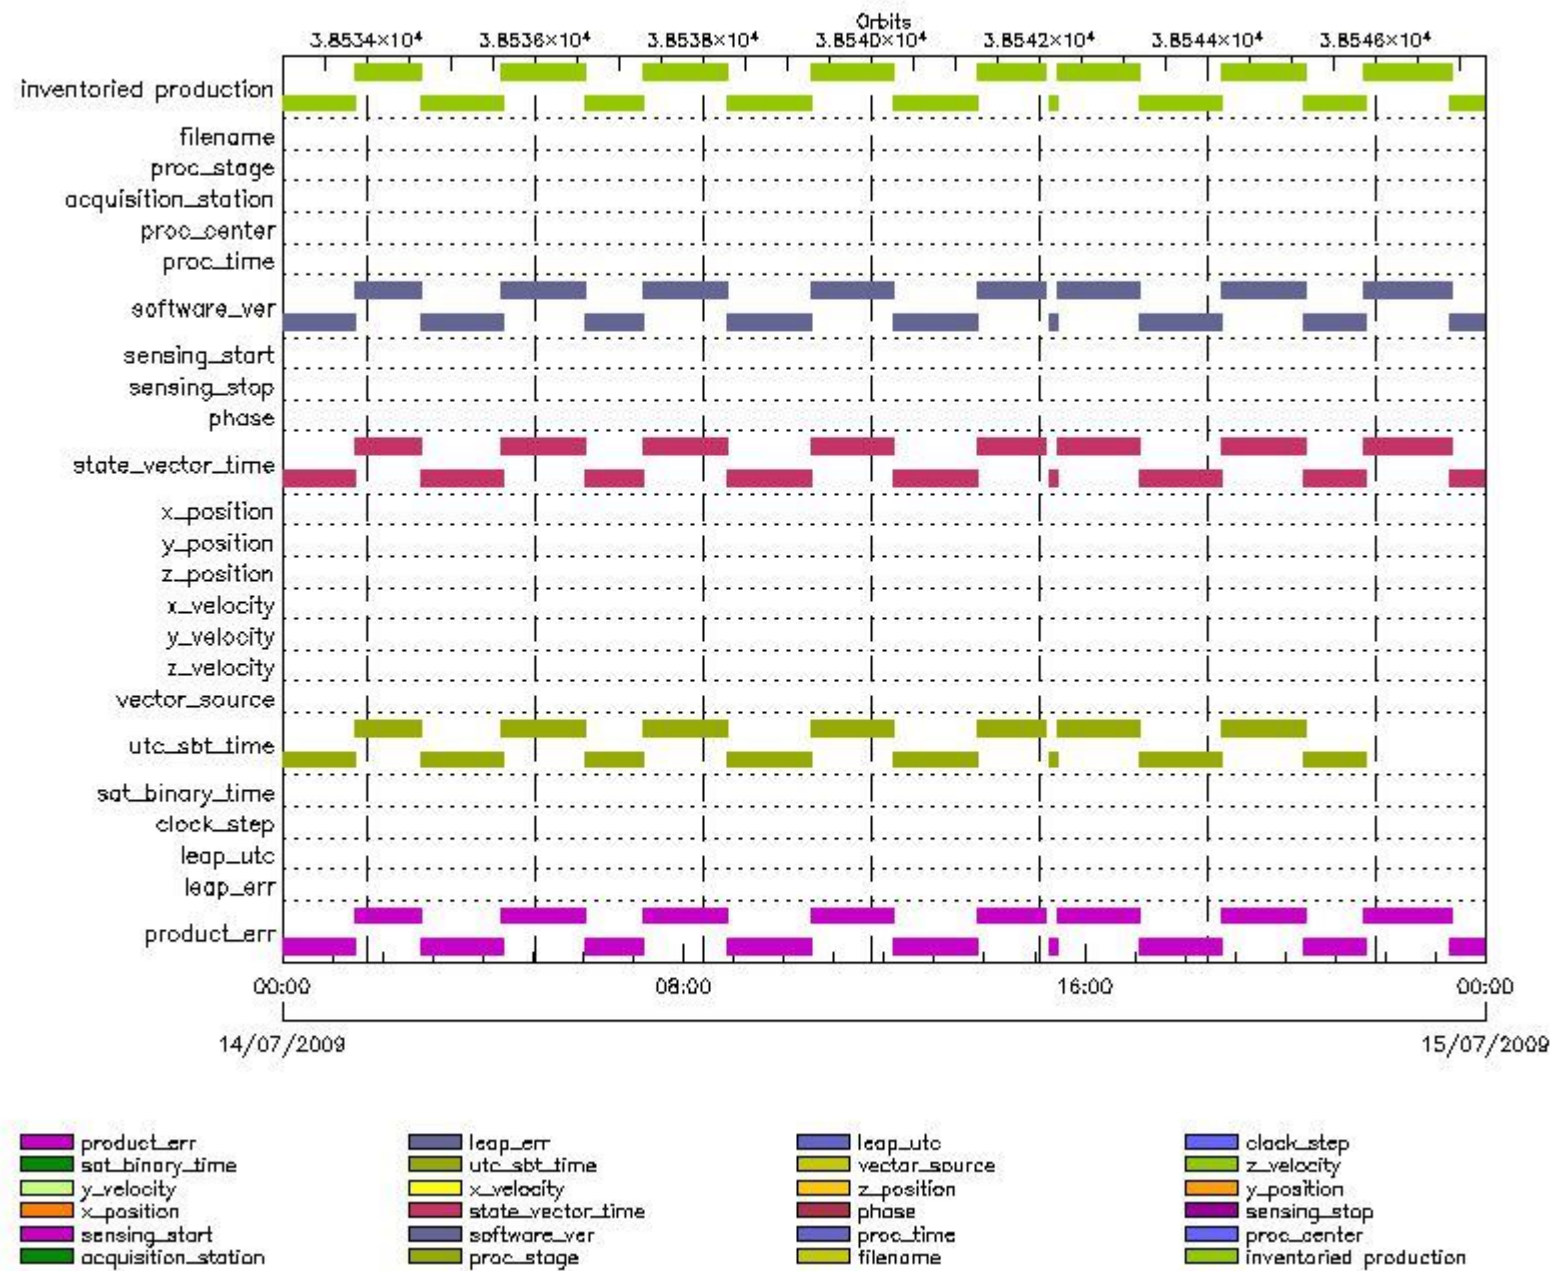 Orbits
3.8534×10⁴ 3.8536×10⁴ 3.8538×10⁴ 3.8540×10⁴ 3.8542×10⁴ 3.8544×10⁴ 3.8546×10⁴
inventoried production
filename
proc_stage
acquisition_station
proc_center
proc_time
software_ver
sensing_start
sensing_stop
phase
state_vector_time
x_position
y_position
z_position
x_velocity
y_velocity
z_velocity
vector_source
utc_sbt_time
sat_binary_time
clock_step
leap_utc
leap_err
product_err
00:00 08:00 16:00 00:00
14/07/2009 15/07/2009
product_err leap_err leap_utc clock_step
sat_binary_time utc_sbt_time vector_source z_velocity
y_velocity x_velocity z_position y_position
x_position state_vector_time phase sensing_stop
sensing_start software_ver proc_time proc_center
acquisition_station proc_stage filename inventoried production